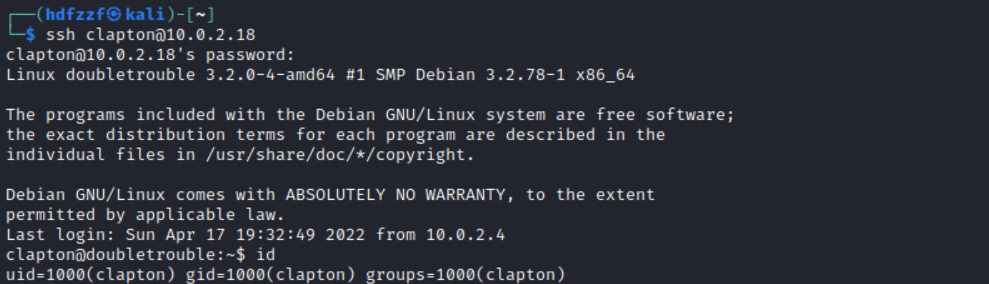 ┌──(hdfzzf㉿kali)-[~]
└─$ ssh clapton@10.0.2.18
clapton@10.0.2.18's password:
Linux doubletrouble 3.2.0-4-amd64 #1 SMP Debian 3.2.78-1 x86_64

The programs included with the Debian GNU/Linux system are free software;
the exact distribution terms for each program are described in the
individual files in /usr/share/doc/*/copyright.

Debian GNU/Linux comes with ABSOLUTELY NO WARRANTY, to the extent
permitted by applicable law.
Last login: Sun Apr 17 19:32:49 2022 from 10.0.2.4
clapton@doubletrouble:~$ id
uid=1000(clapton) gid=1000(clapton) groups=1000(clapton)